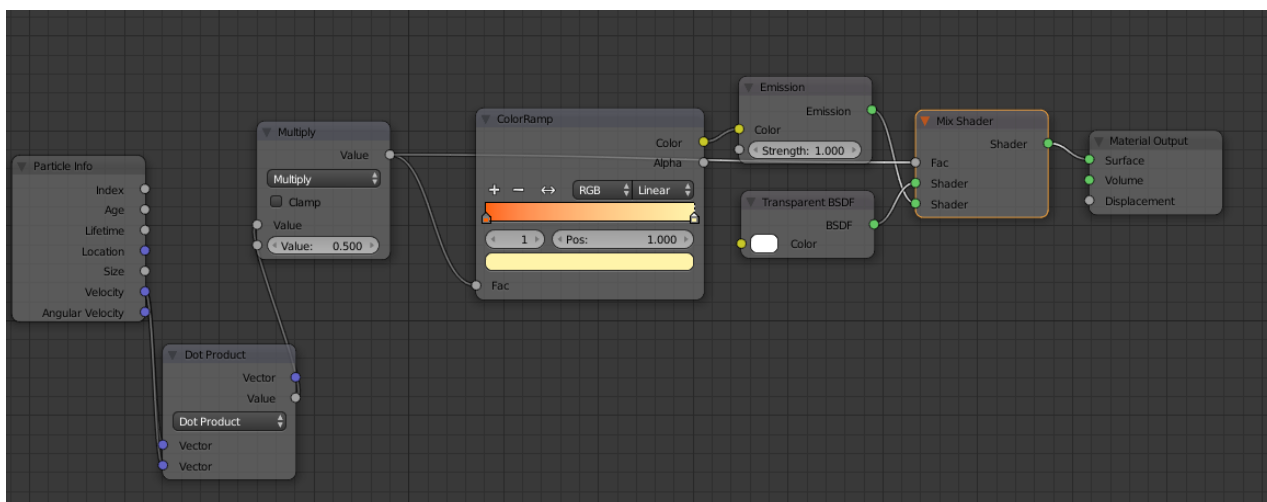 Particle Info
Index
Age
Lifetime
Location
Size
Velocity
Angular Velocity
Dot Product
Vector
Value
Dot Product
Vector
Vector
Multiply
Value
Multiply
Clamp
Value
Value: 0.500
ColorRamp
Color
Alpha
RGB Linear
1 Pos: 1.000
Fac
Emission
Emission
Color
Strength: 1.000
Transparent BSDF
BSDF
Color
Mix Shader
Shader
Fac
Shader
Shader
Material Output
Surface
Volume
Displacement